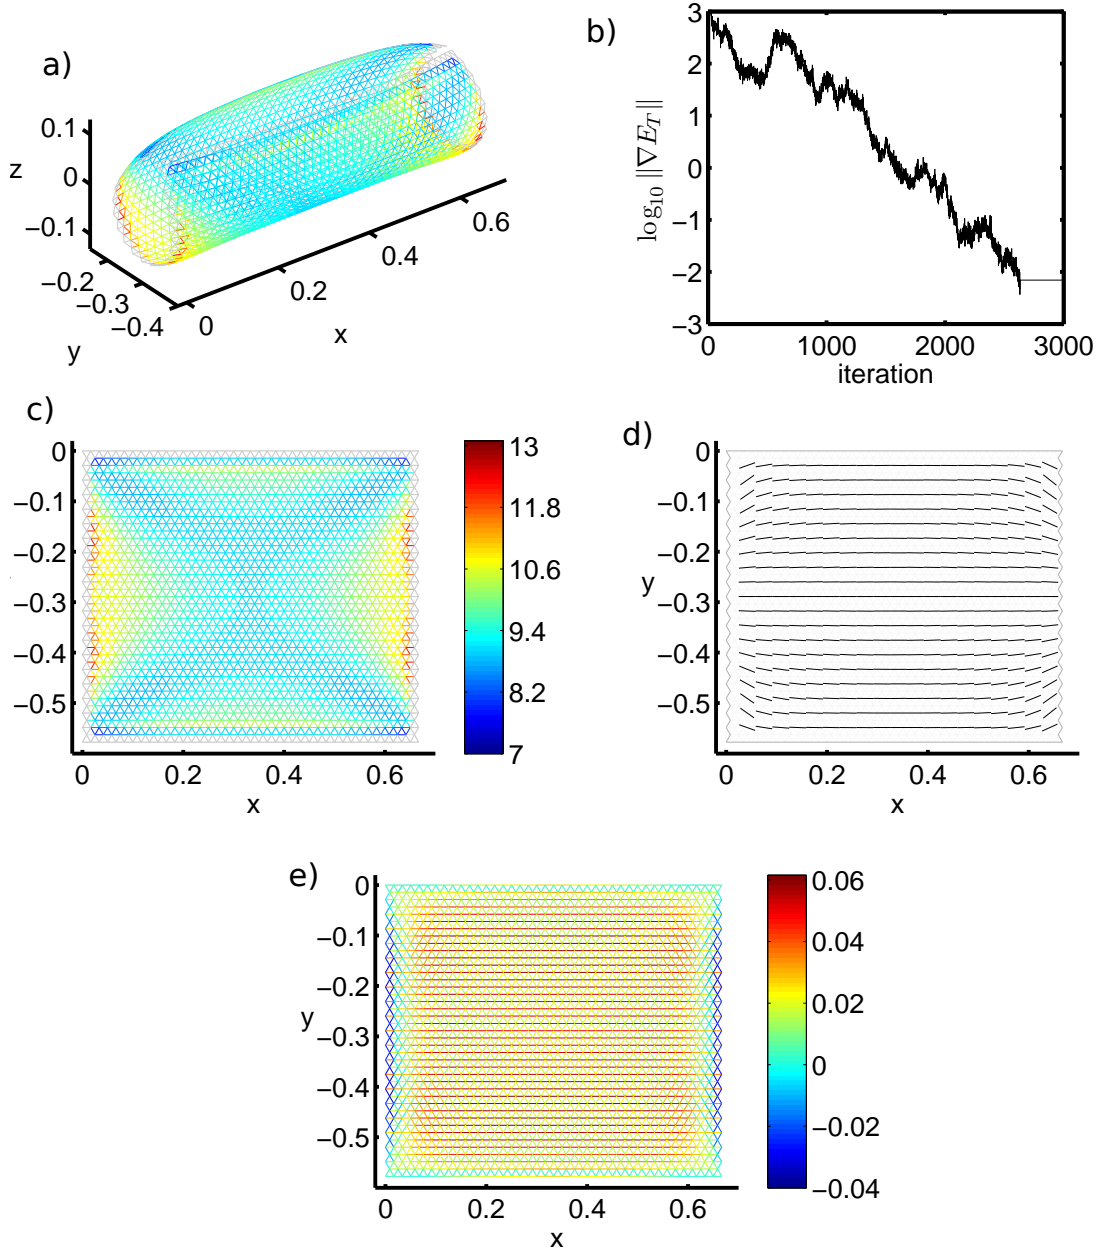 a)
0.1
0
−0.1
z
−0.2
−0.3
−0.4
y
0
0.2
0.4
0.6
x
b)
3
2
1
0
−1
−2
−3
log10 ||∇E_T||
0 1000 2000 3000
iteration
c)
0
−0.1
−0.2
−0.3
−0.4
−0.5
0 0.2 0.4 0.6
x
13
11.8
10.6
9.4
8.2
7
d)
0
−0.1
−0.2
y
−0.3
−0.4
−0.5
0 0.2 0.4 0.6
x
e)
0
−0.1
−0.2
y
−0.3
−0.4
−0.5
0 0.2 0.4 0.6
x
0.06
0.04
0.02
0
−0.02
−0.04